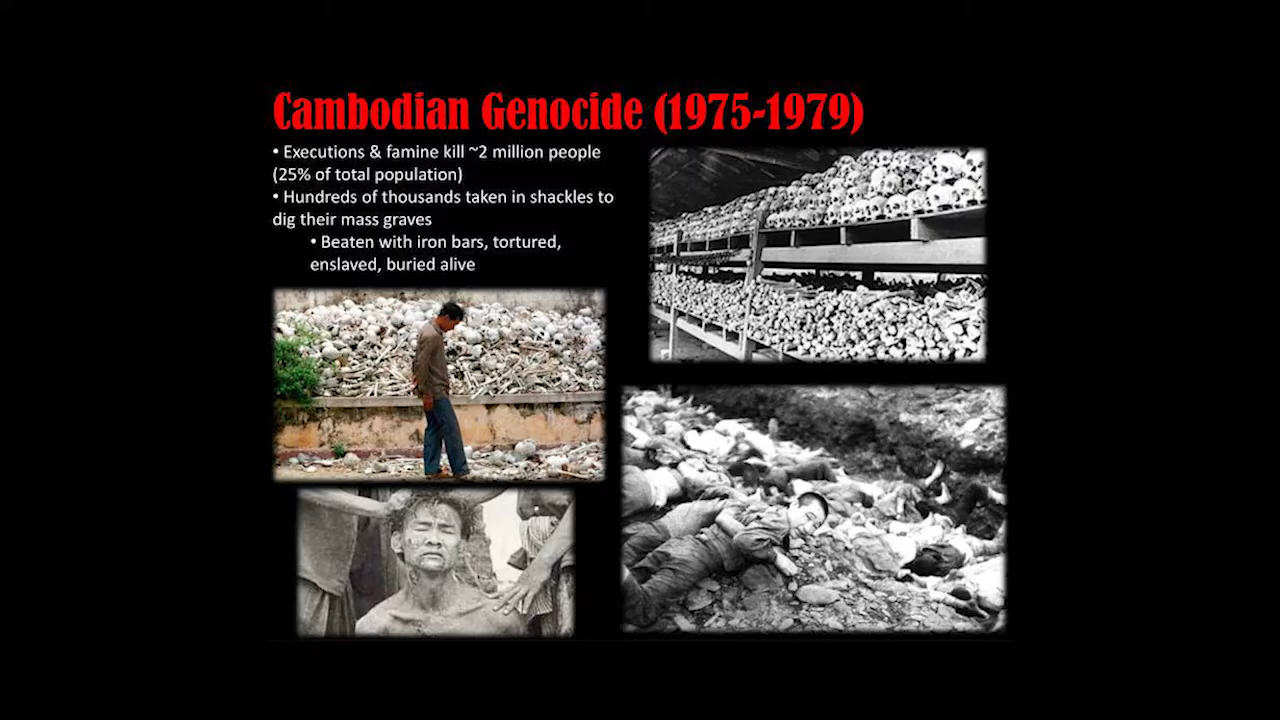 Cambodian Genocide (1975-1979)
• Executions & famine kill ~2 million people
(25% of total population)
• Hundreds of thousands taken in shackles to
dig their mass graves
• Beaten with iron bars, tortured,
enslaved, buried alive